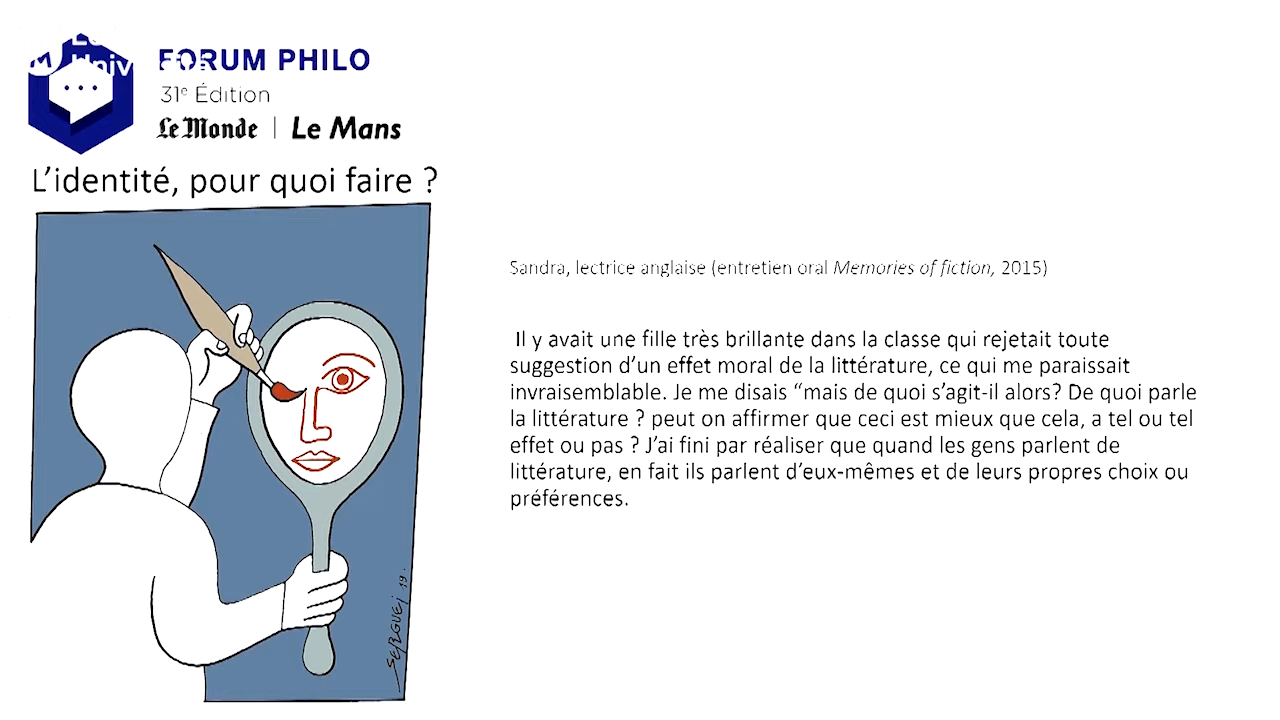 FORUM PHILO
31e Édition
Le Monde | Le Mans
L'identité, pour quoi faire ?
Sandra, lectrice anglaise (entretien oral Memories of fiction, 2015)
Il y avait une fille très brillante dans la classe qui rejetait toute
suggestion d'un effet moral de la littérature, ce qui me paraissait
invraisemblable. Je me disais “mais de quoi s'agit-il alors? De quoi parle
la littérature ? peut on affirmer que ceci est mieux que cela, a tel ou tel
effet ou pas ? J'ai fini par réaliser que quand les gens parlent de
littérature, en fait ils parlent d'eux-mêmes et de leurs propres choix ou
préférences.
SERGUEI 19.